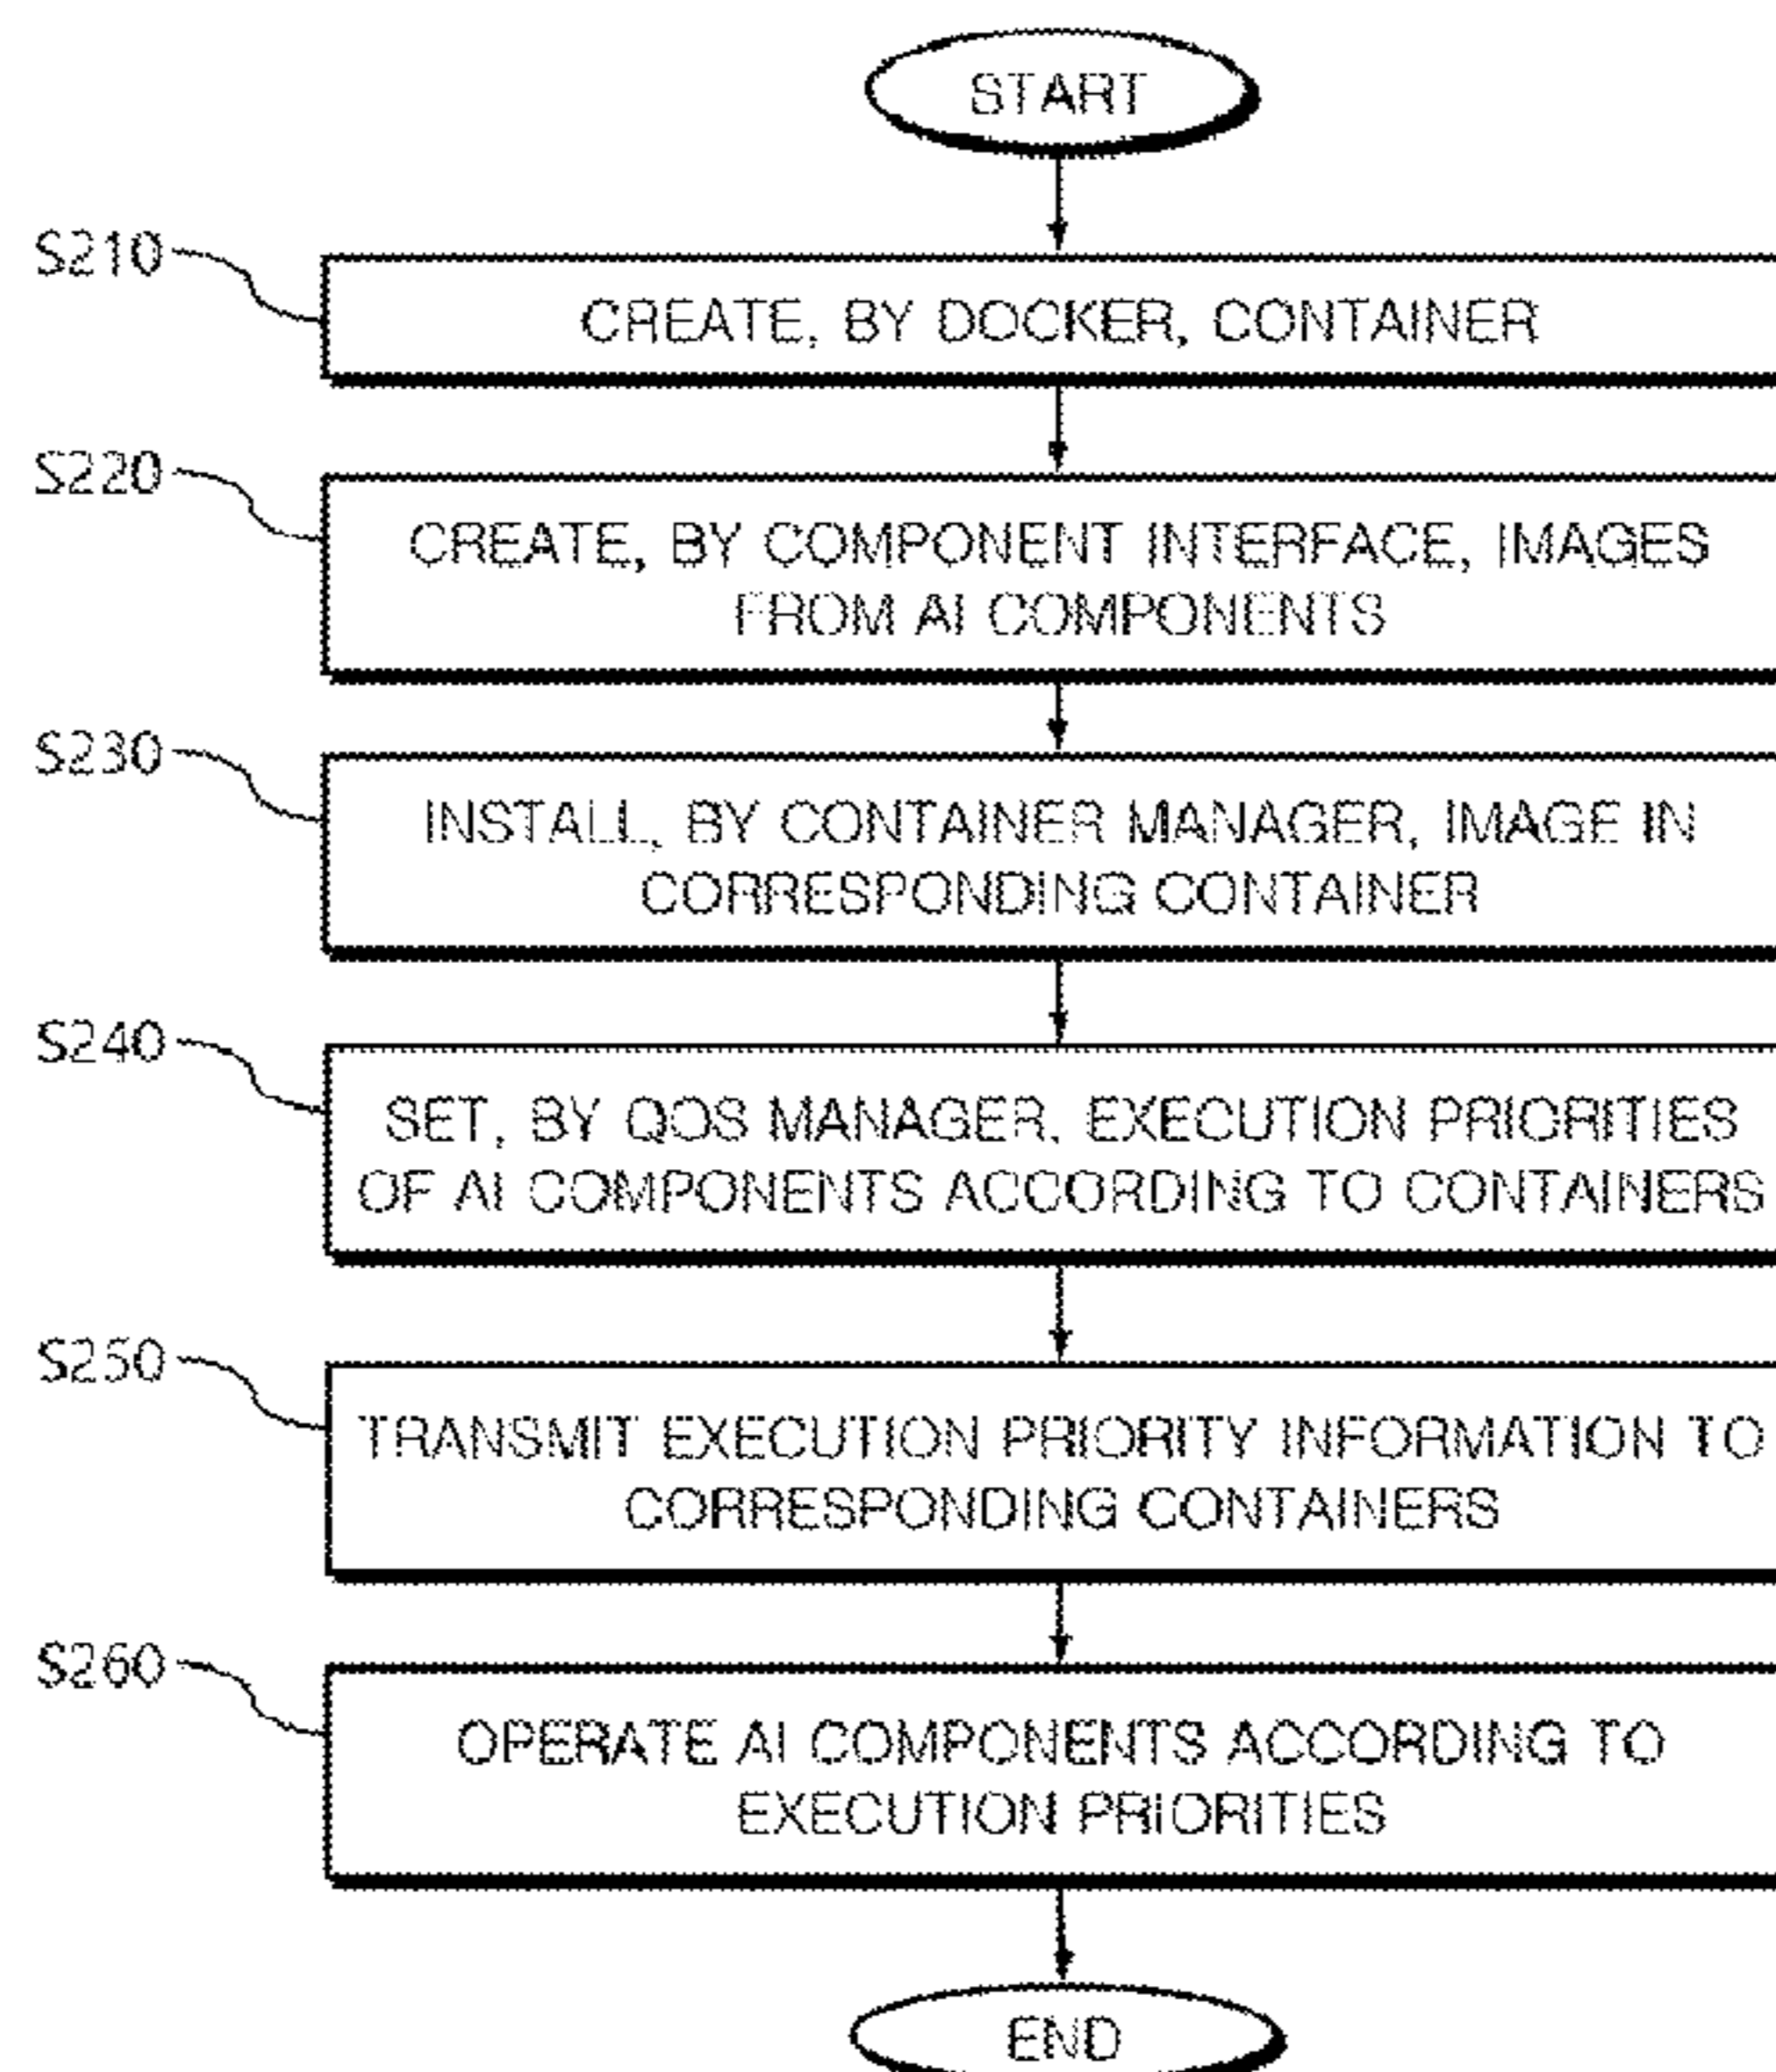 START
S210
CREATE, BY DOCKER, CONTAINER
S220
CREATE, BY COMPONENT INTERFACE, IMAGES
FROM AI COMPONENTS
S230
INSTALL, BY CONTAINER MANAGER, IMAGE IN
CORRESPONDING CONTAINER
S240
SET, BY QOS MANAGER, EXECUTION PRIORITIES
OF AI COMPONENTS ACCORDING TO CONTAINERS
S250
TRANSMIT EXECUTION PRIORITY INFORMATION TO
CORRESPONDING CONTAINERS
S260
OPERATE AI COMPONENTS ACCORDING TO
EXECUTION PRIORITIES
END